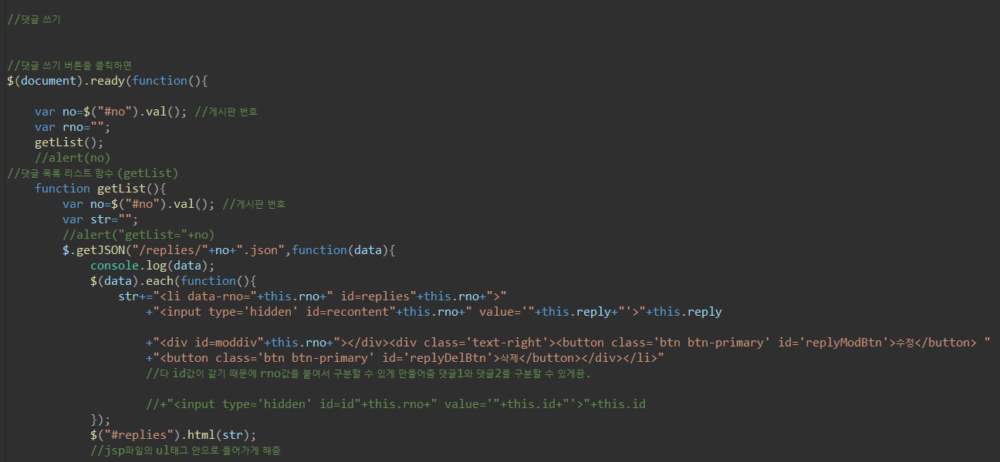 //댓글 쓰기
//댓글 쓰기 버튼을 클릭하면
$(document).ready(function(){
var no=$("#no").val(); //게시판 번호
var rno="";
getList();
//alert(no)
//댓글 목록 리스트 함수 (getList)
function getList(){
var no=$("#no").val(); //게시판 번호
var str="";
//alert("getList="+no)
$.getJSON("/replies/"+no+".json",function(data){
console.log(data);
$(data).each(function(){
str+="<li data-rno="+this.rno+" id=replies"+this.rno+">"
+"<input type='hidden' id=recontent"+this.rno+" value='"+this.reply+"'>"+this.reply
+"<div id=moddiv"+this.rno+"></div><div class='text-right'><button class='btn btn-primary' id='replyModBtn'>수정</button> "
+"<button class='btn btn-primary' id='replyDelBtn'>삭제</button></div></li>"
//다 id값이 같기 때문에 rno값을 붙여서 구분할 수 있게 만들어줌 댓글1와 댓글2를 구분할 수 있게끔.
//+"<input type='hidden' id=id"+this.rno+" value='"+this.id+"'>"+this.id
});
$("#replies").html(str);
//jsp파일의 ul태그 안으로 들어가게 해줌